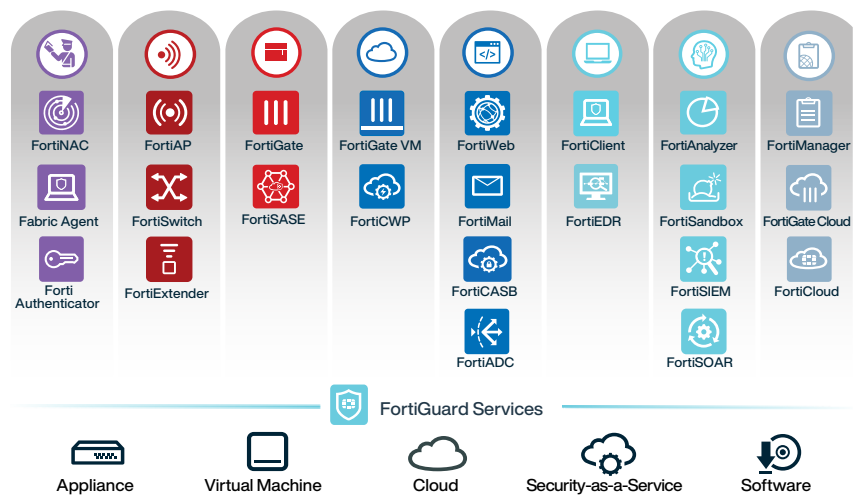 FortiNAC
FortiAP
FortiGate
FortiGate VM
FortiWeb
FortiClient
FortiAnalyzer
FortiManager
Fabric Agent
FortiSwitch
FortiSASE
FortiCWP
FortiMail
FortiEDR
FortiSandbox
FortiGate Cloud
Forti
Authenticator
FortiExtender
FortiCASB
FortiSIEM
FortiCloud
FortiADC
FortiSOAR
FortiGuard Services
Appliance
Virtual Machine
Cloud
Security-as-a-Service
Software